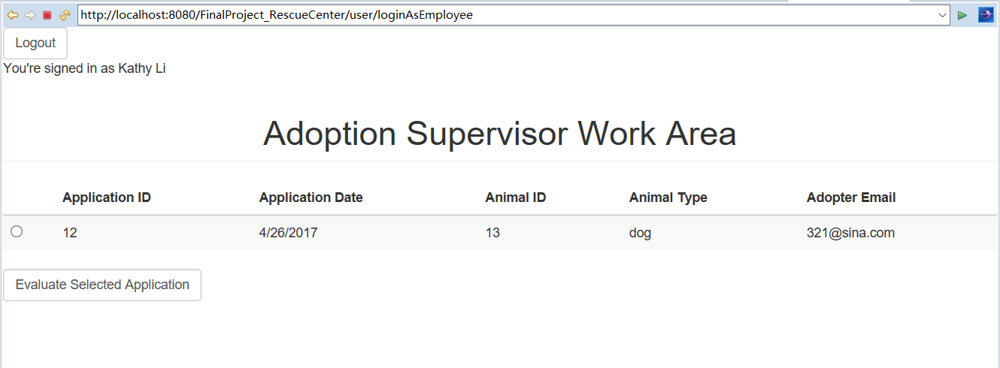 http://localhost:8080/FinalProject_RescueCenter/user/loginAsEmployee
Logout
You're signed in as Kathy Li
Adoption Supervisor Work Area
Application ID Application Date Animal ID Animal Type Adopter Email
12 4/26/2017 13 dog 321@sina.com
Evaluate Selected Application